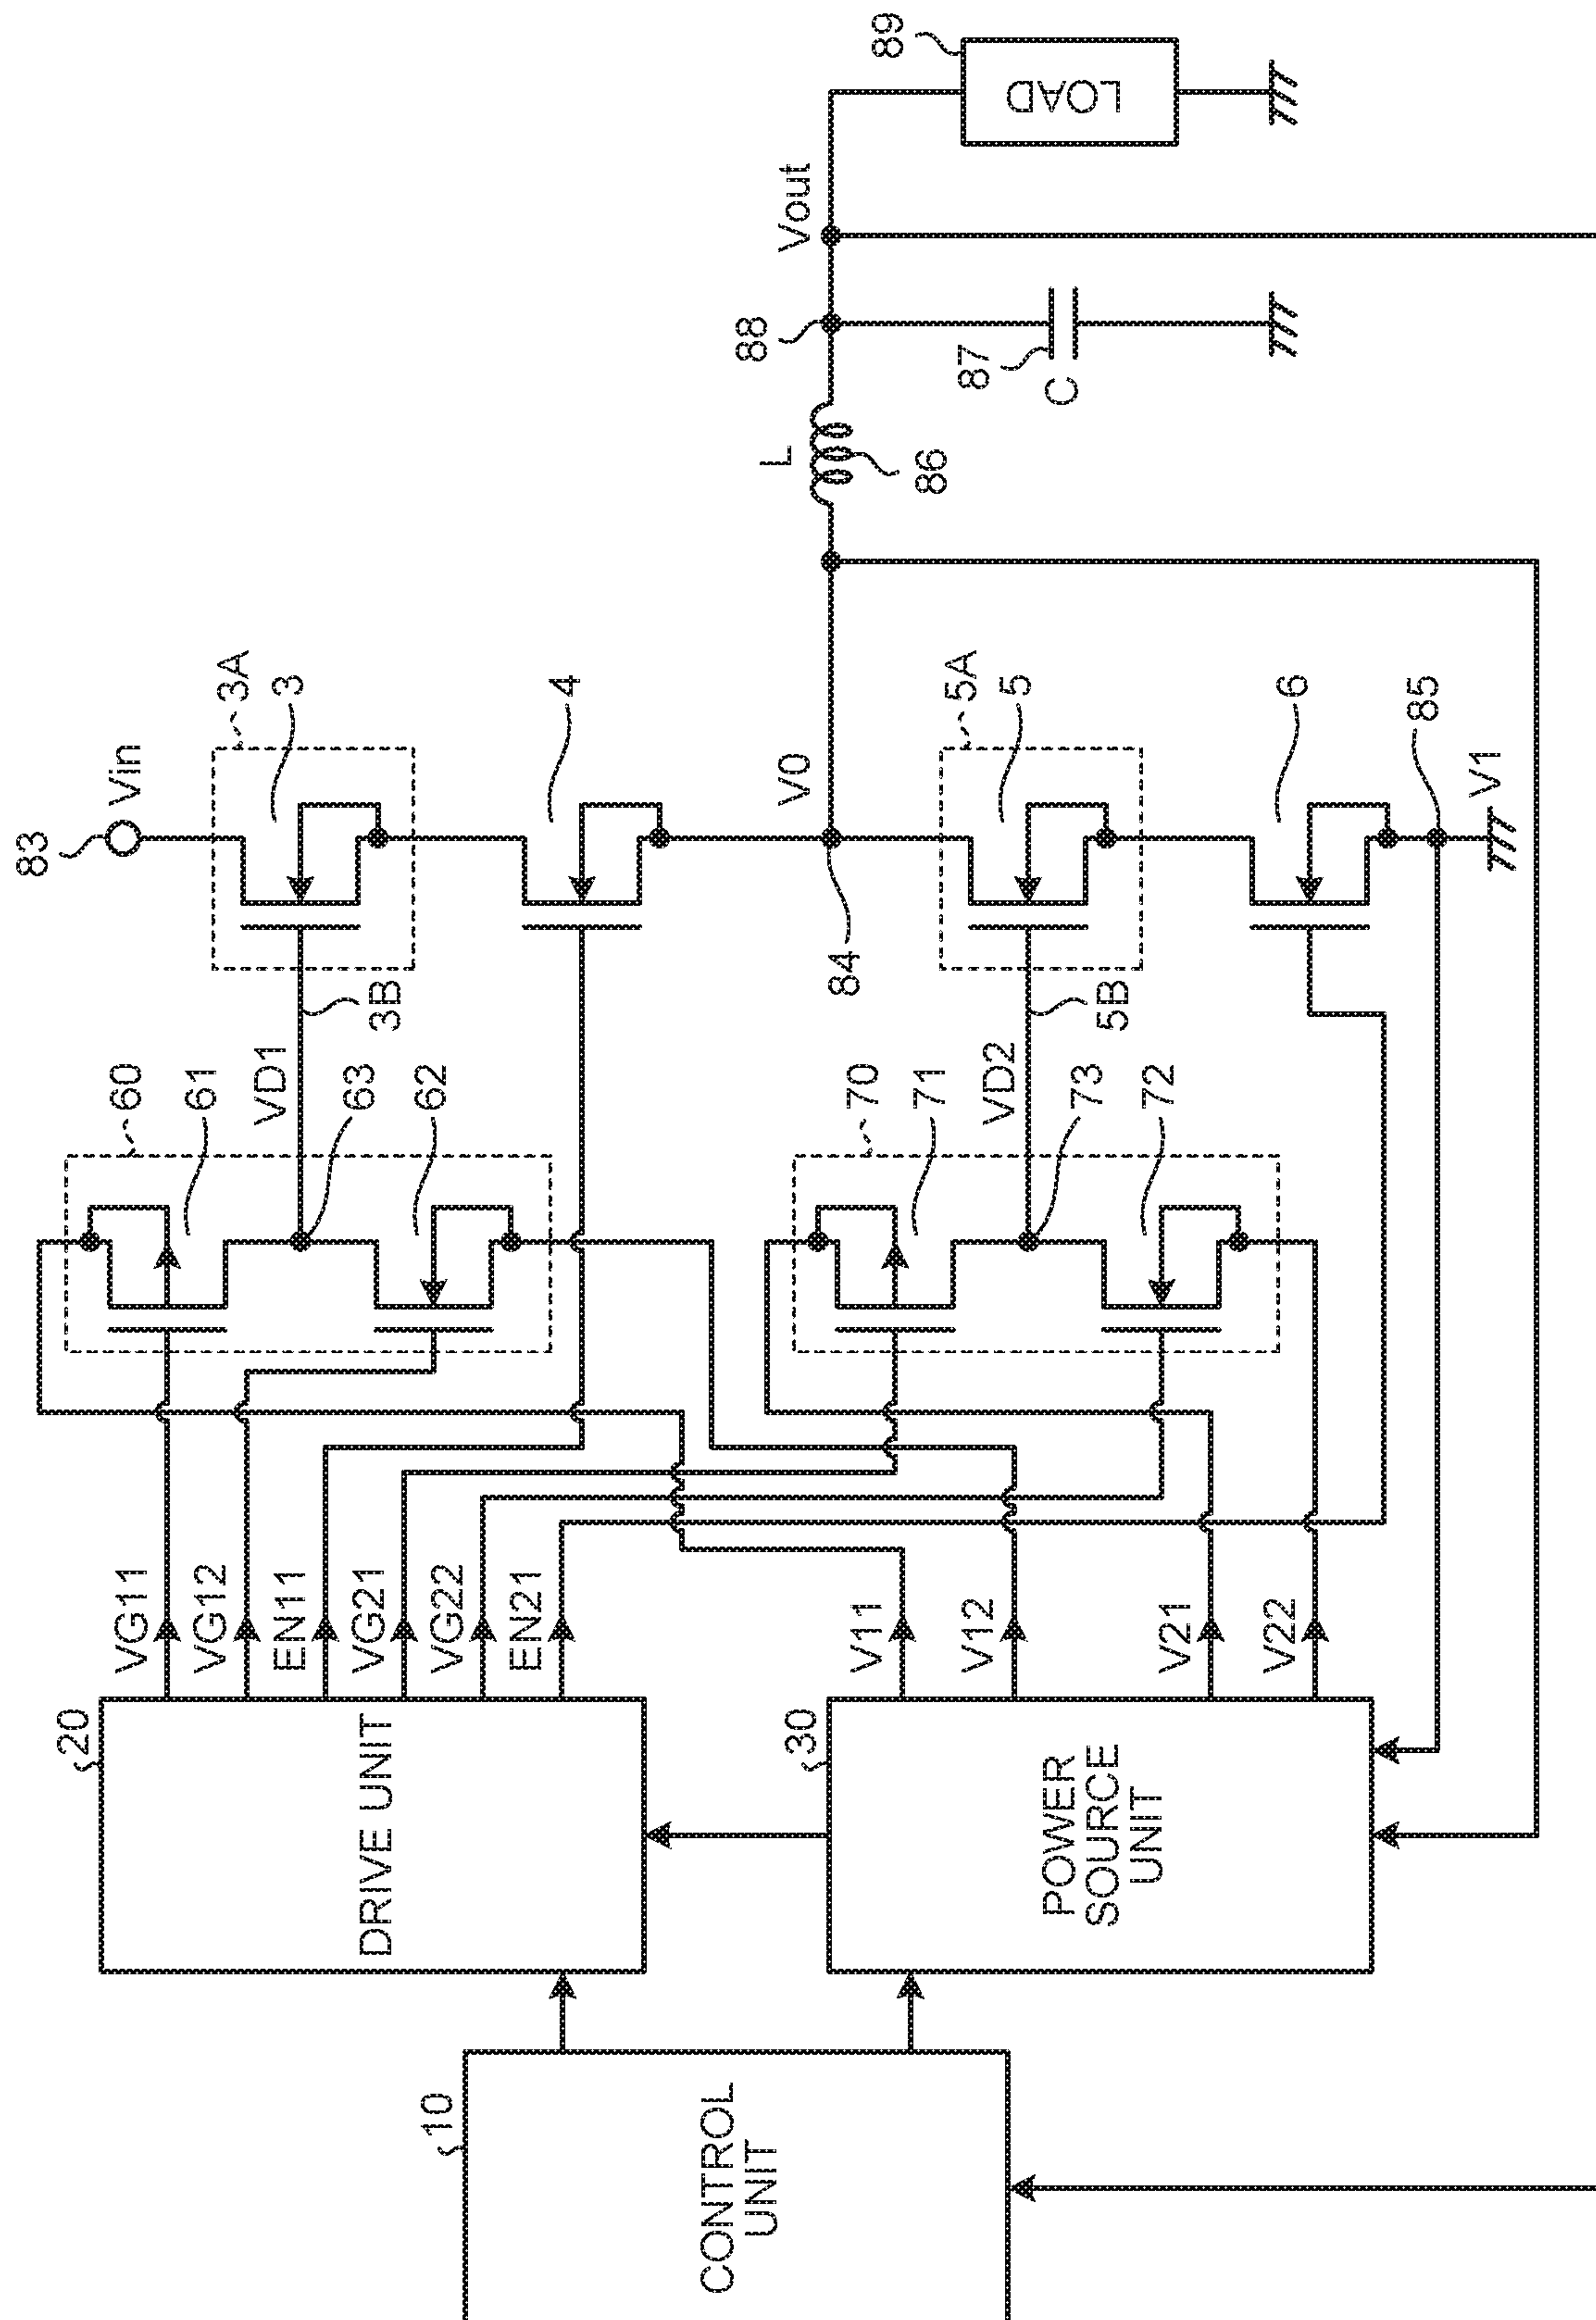 10
CONTROL
UNIT
20
DRIVE UNIT
30
POWER
SOURCE
UNIT
VG11
VG12
EN11
VG21
VG22
EN21
V11
V12
V21
V22
60
61
VD1
63
62
70
71
VD2
73
72
83
Vin
3A
3
3B
4
V0
84
5A
5
5B
6
85
V1
L
86
88
Vout
87
C
89
LOAD